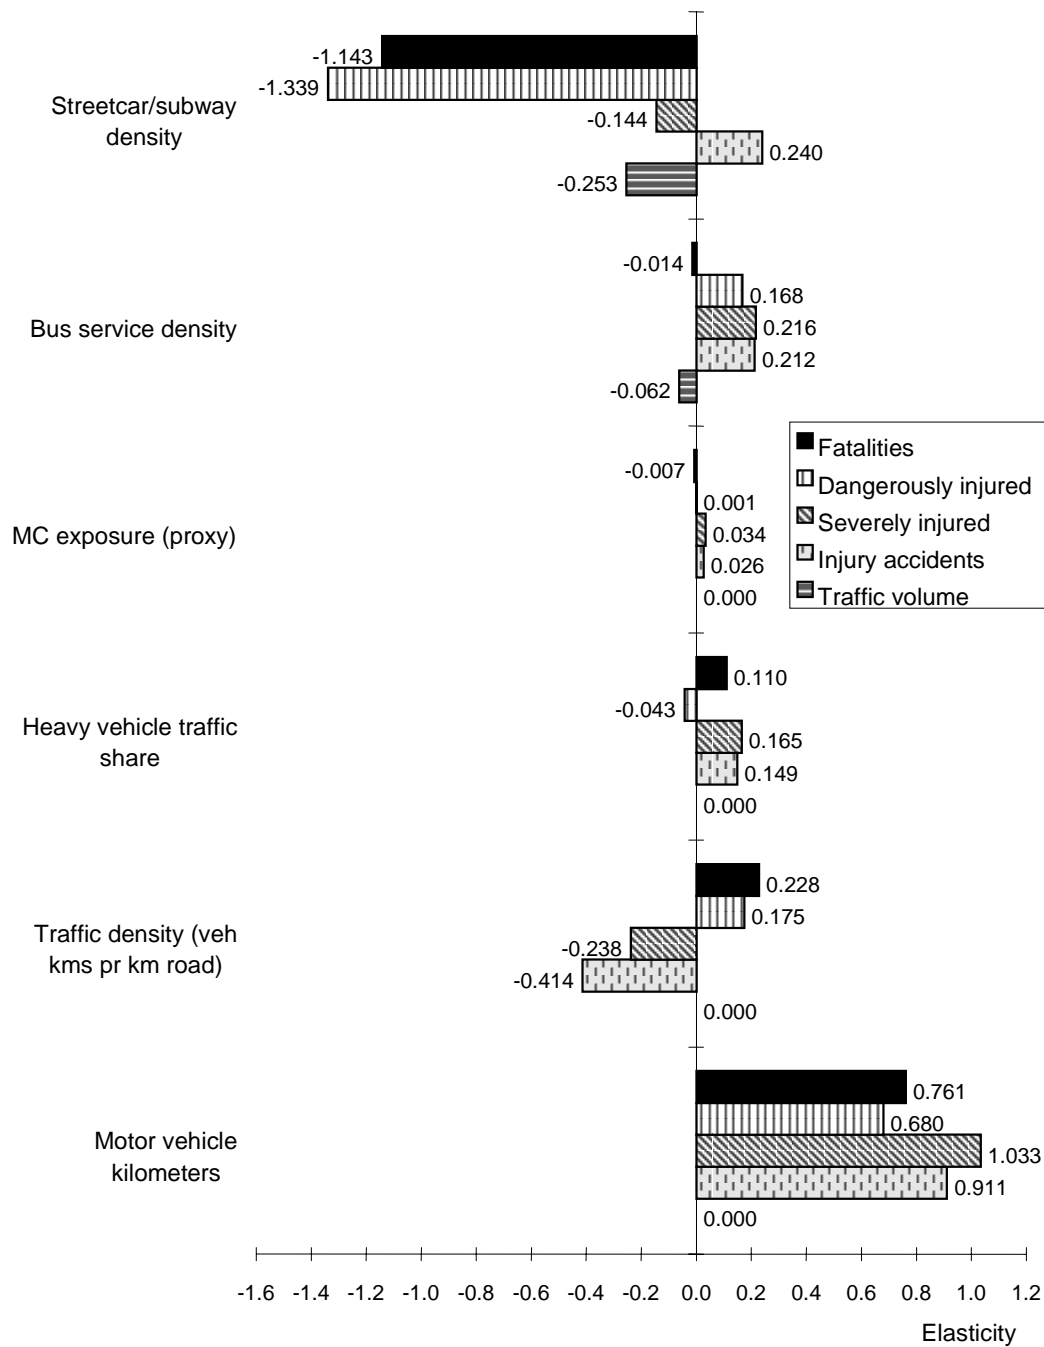 -1.143
-1.339
Streetcar/subway
density
-0.144
0.240
-0.253
-0.014
0.168
Bus service density
0.216
0.212
-0.062
Fatalities
Dangerously injured
Severely injured
Injury accidents
Traffic volume
-0.007
0.001
MC exposure (proxy)
0.034
0.026
0.000
0.110
-0.043
Heavy vehicle traffic
share
0.165
0.149
0.000
0.228
0.175
Traffic density (veh
kms pr km road)
-0.238
-0.414
0.000
0.761
0.680
Motor vehicle
kilometers
1.033
0.911
0.000
-1.6 -1.4 -1.2 -1.0 -0.8 -0.6 -0.4 -0.2 0.0 0.2 0.4 0.6 0.8 1.0 1.2
Elasticity